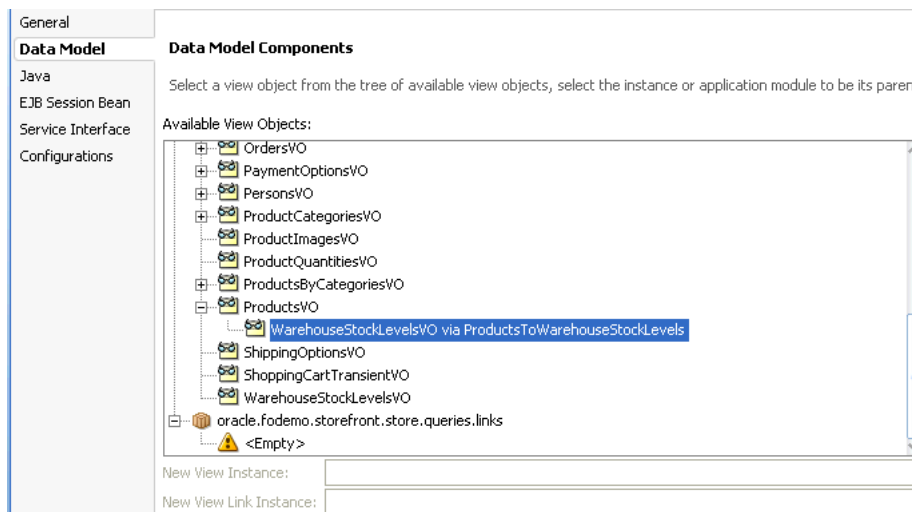 General
Data Model
Java
EJB Session Bean
Service Interface
Configurations
Data Model Components
Select a view object from the tree of available view objects, select the instance or application module to be its paren
Available View Objects:
OrdersVO
PaymentOptionsVO
PersonsVO
ProductCategoriesVO
ProductImagesVO
ProductQuantitiesVO
ProductsByCategoriesVO
ProductsVO
WarehouseStockLevelsVO via ProductsToWarehouseStockLevels
ShippingOptionsVO
ShoppingCartTransientVO
WarehouseStockLevelsVO
oracle.fodemo.storefront.store.queries.links
<Empty>
New View Instance:
New View Link Instance: